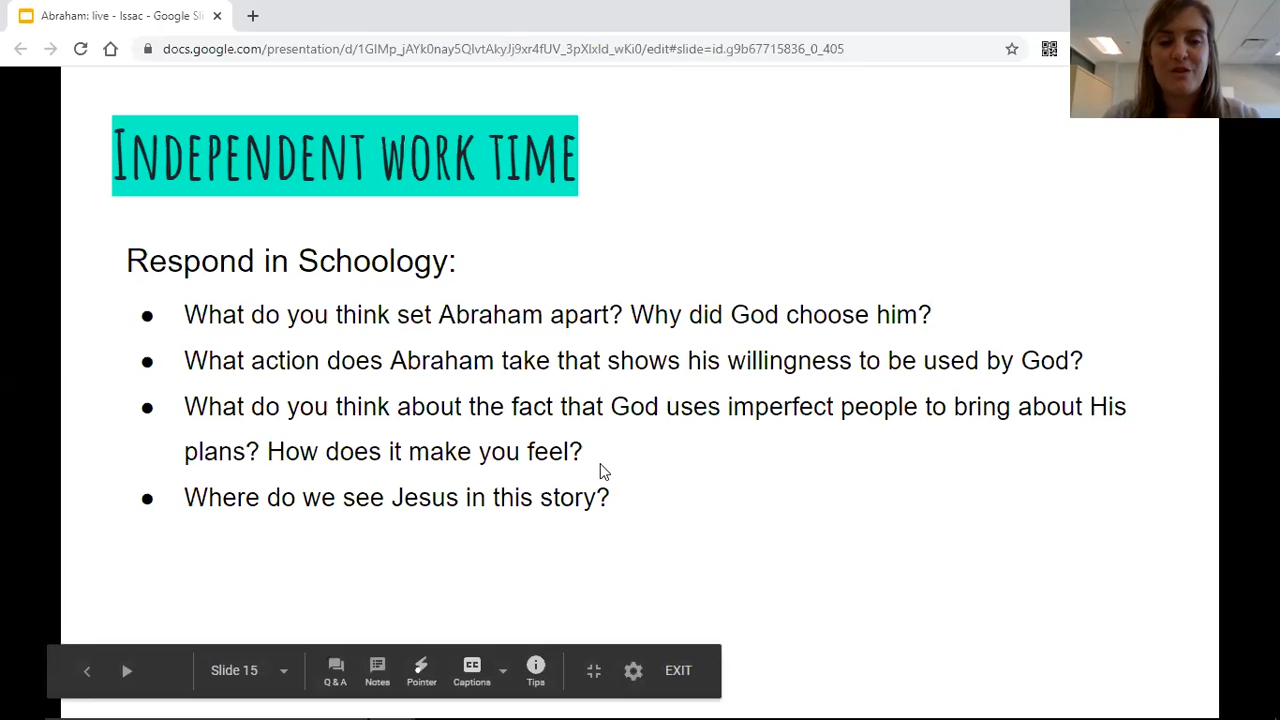 Abraham: live - Issac - Google Sli
docs.google.com/presentation/d/1GIMp_jAYk0nay5QIvtAkyJj9xr4fUV_3pXlxId_wKi0/edit#slide=id.g9b67715836_0_405
Independent work time
Respond in Schoology:
● What do you think set Abraham apart? Why did God choose him?
● What action does Abraham take that shows his willingness to be used by God?
● What do you think about the fact that God uses imperfect people to bring about His
plans? How does it make you feel?
● Where do we see Jesus in this story?
Slide 15
Q & A
Notes
Pointer
CC
Captions
Tips
EXIT